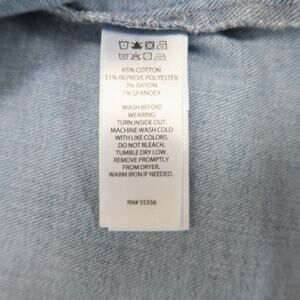 65% COTTON
31% REPREVE POLYESTER
3% RAYON
1% SPANDEX
WASH BEFORE
WEARING.
TURN INSIDE OUT.
MACHINE WASH COLD
WITH LIKE COLORS.
DO NOT BLEACH.
TUMBLE DRY LOW.
REMOVE PROMPTLY
FROM DRYER.
WARM IRON IF NEEDED.
RN# 55356